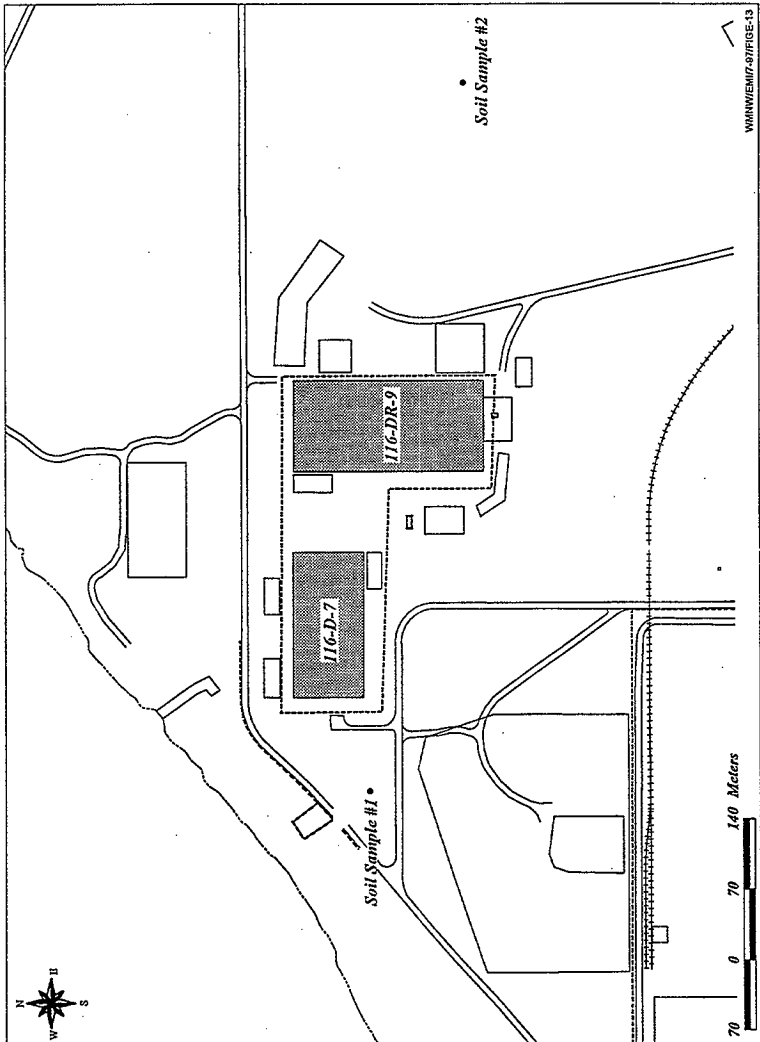 Soil Sample #2
WMNW/EMI/7-97/FIGE-13
116-DR-9
116-D-7
Soil Sample #1
N
W E
S
70 0 70 140 Meters